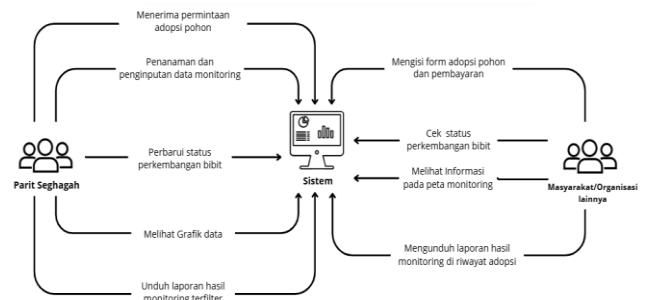 Menerima permintaan
adopsi pohon
Penanaman dan
penginputan data monitoring
Mengisi form adopsi pohon
dan pembayaran
Perbarui status
perkembangan bibit
Cek status
perkembangan bibit
Melihat Informasi
pada peta monitoring
Parit Seghagah
Sistem
Masyarakat/Organisasi
lainnya
Melihat Grafik data
Mengunduh laporan hasil
monitoring di riwayat adopsi
Unduh laporan hasil
monitoring terfilter